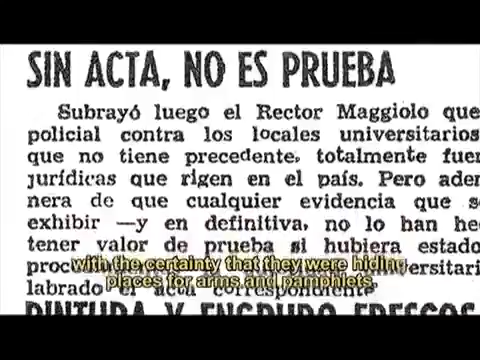 SIN ACTA, NO ES PRUEBA
Subrayó luego el Rector Maggiolo que
policial contra los locales universitarios
que no tiene precedente, totalmente fuer
jurídicas que rigen en el país. Pero adem
nera de que cualquier evidencia que s
exhibir —y en definitiva, no lo han he
tener valor de prueba si hubiera estado
with the certainty that they were hiding
places for arms and pamphlets.
labrado el acta correspondiente
PINTURA Y ENGRUDO FRESCOS